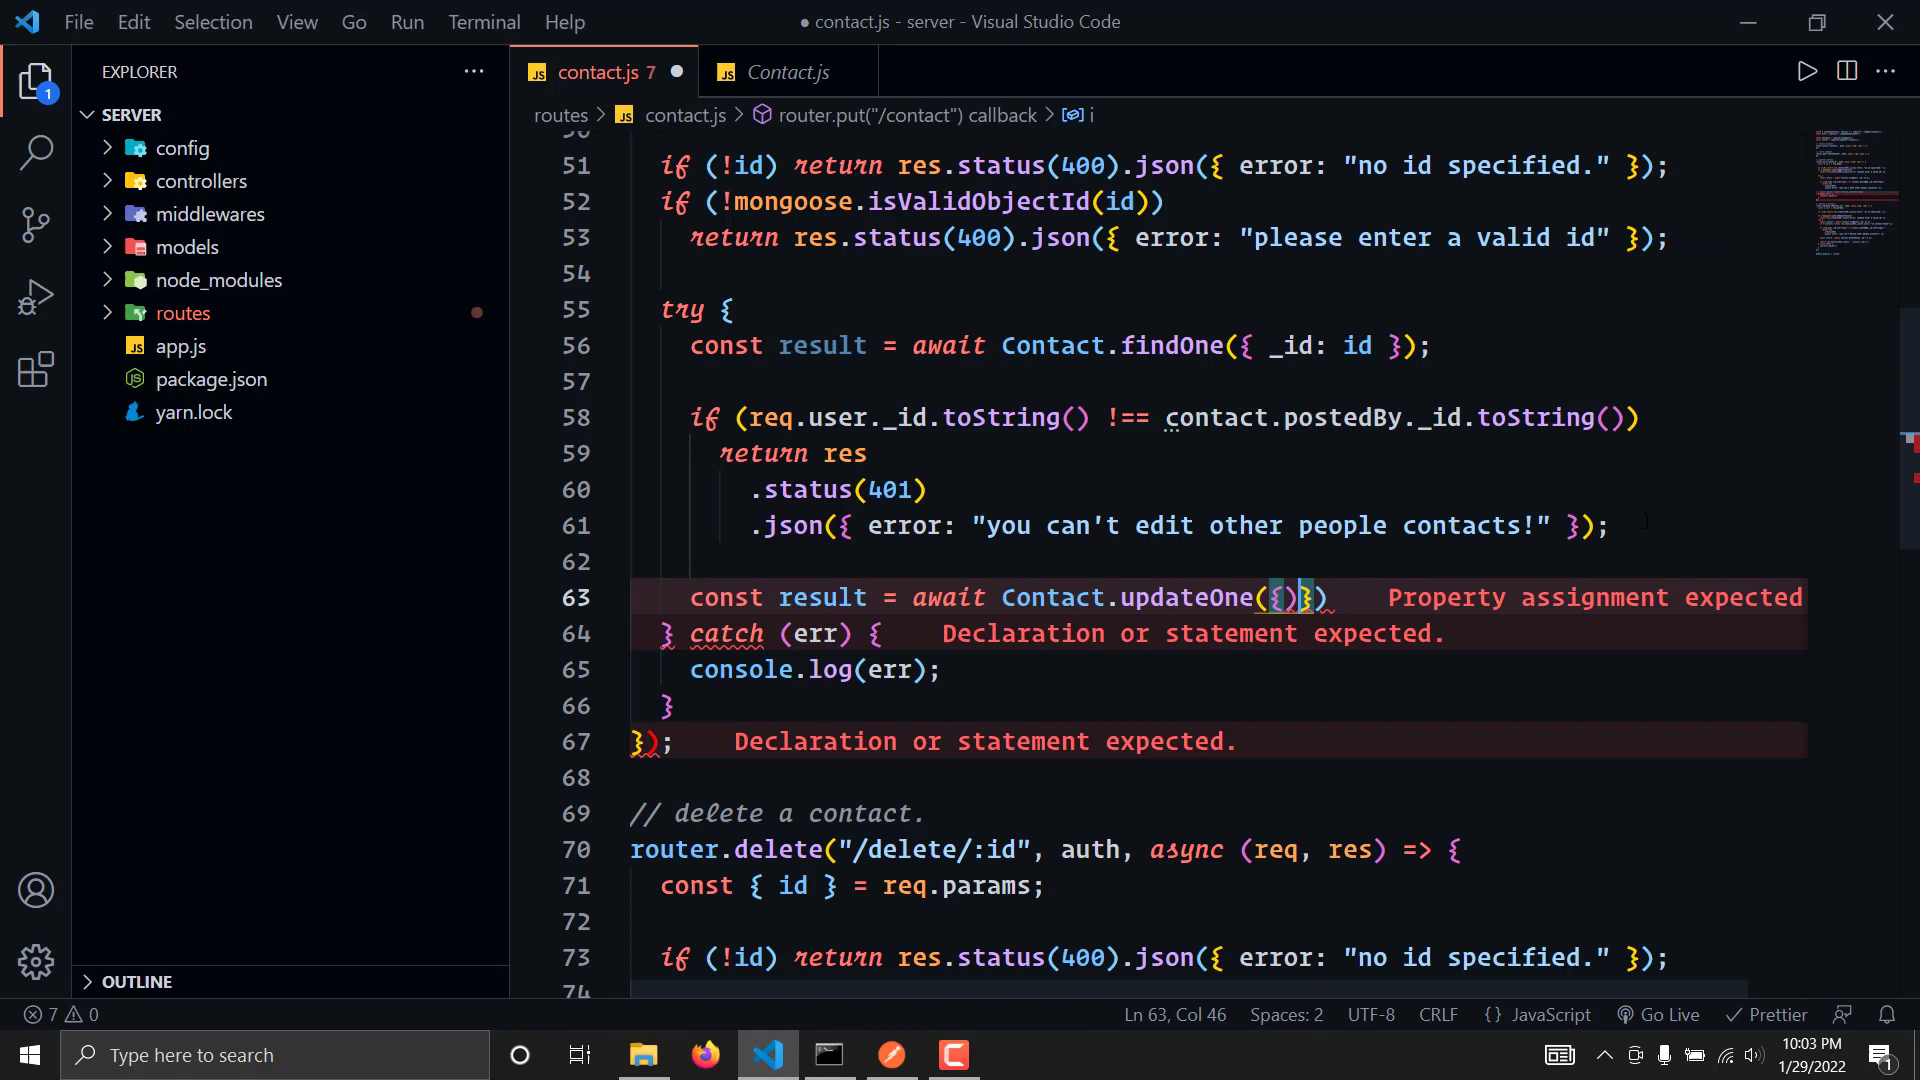 File Edit Selection View Go Run Terminal Help
● contact.js - server - Visual Studio Code
EXPLORER
1
SERVER
config
controllers
middlewares
models
node_modules
routes
app.js
package.json
yarn.lock
OUTLINE
contact.js 7
Contact.js
routes > contact.js > router.put("/contact") callback > i
51 if (!id) return res.status(400).json({ error: "no id specified." });
52 if (!mongoose.isValidObjectId(id))
53 return res.status(400).json({ error: "please enter a valid id" });
54
55 try {
56 const result = await Contact.findOne({ _id: id });
57
58 if (req.user._id.toString() !== contact.postedBy._id.toString())
59 return res
60 .status(401)
61 .json({ error: "you can't edit other people contacts!" });
62
63 const result = await Contact.updateOne({)}) Property assignment expected
64 } catch (err) { Declaration or statement expected.
65 console.log(err);
66 }
67 }); Declaration or statement expected.
68
69 // delete a contact.
70 router.delete("/delete/:id", auth, async (req, res) => {
71 const { id } = req.params;
72
73 if (!id) return res.status(400).json({ error: "no id specified." });
74
7 0
Ln 63, Col 46 Spaces: 2 UTF-8 CRLF {} JavaScript Go Live Prettier
Type here to search
10:03 PM
1/29/2022
1